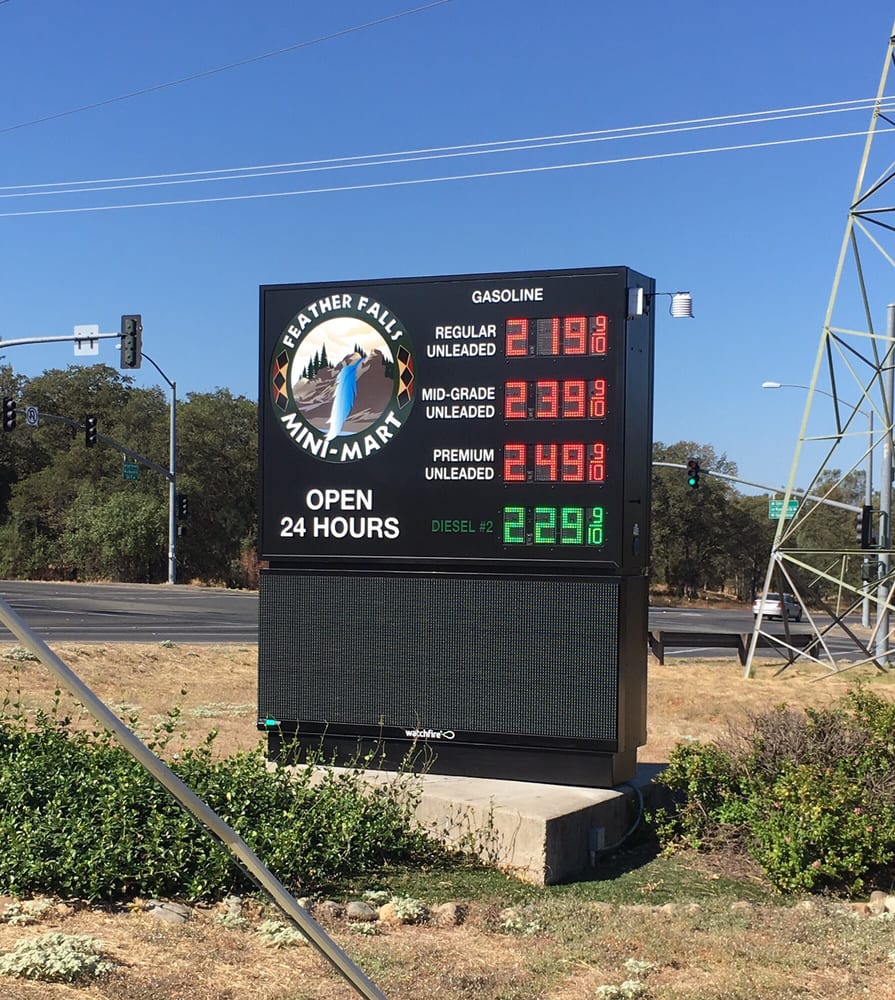 FEATHER FALLS
MINI-MART
OPEN
24 HOURS
GASOLINE
REGULAR
UNLEADED
2.19 9/10
MID-GRADE
UNLEADED
2.39 9/10
PREMIUM
UNLEADED
2.49 9/10
DIESEL #2
2.29 9/10
watchfire